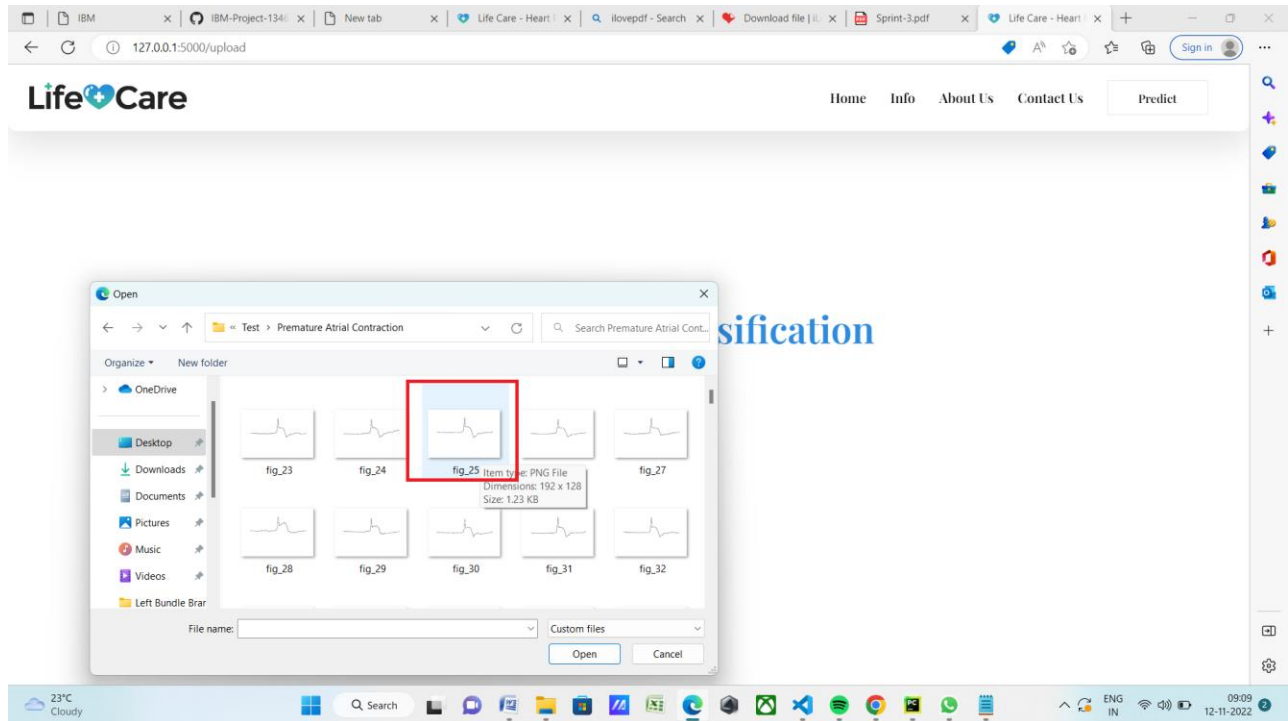 IBM
IBM-Project-1346
New tab
Life Care - Heart
ilovepdf - Search
Download file | iL
Sprint-3.pdf
Life Care - Heart
127.0.0.1:5000/upload
Sign in
Life Care
Home Info About Us Contact Us Predict
sification
Open
« Test > Premature Atrial Contraction
Search Premature Atrial Cont...
Organize New folder
OneDrive
Desktop
Downloads
Documents
Pictures
Music
Videos
Left Bundle Brar
fig_23 fig_24 fig_25 fig_27
Item type: PNG File
Dimensions: 192 x 128
Size: 1.23 KB
fig_28 fig_29 fig_30 fig_31 fig_32
File name: Custom files
Open Cancel
23°C
Cloudy
Search
ENG
IN
09:09
12-11-2022
2